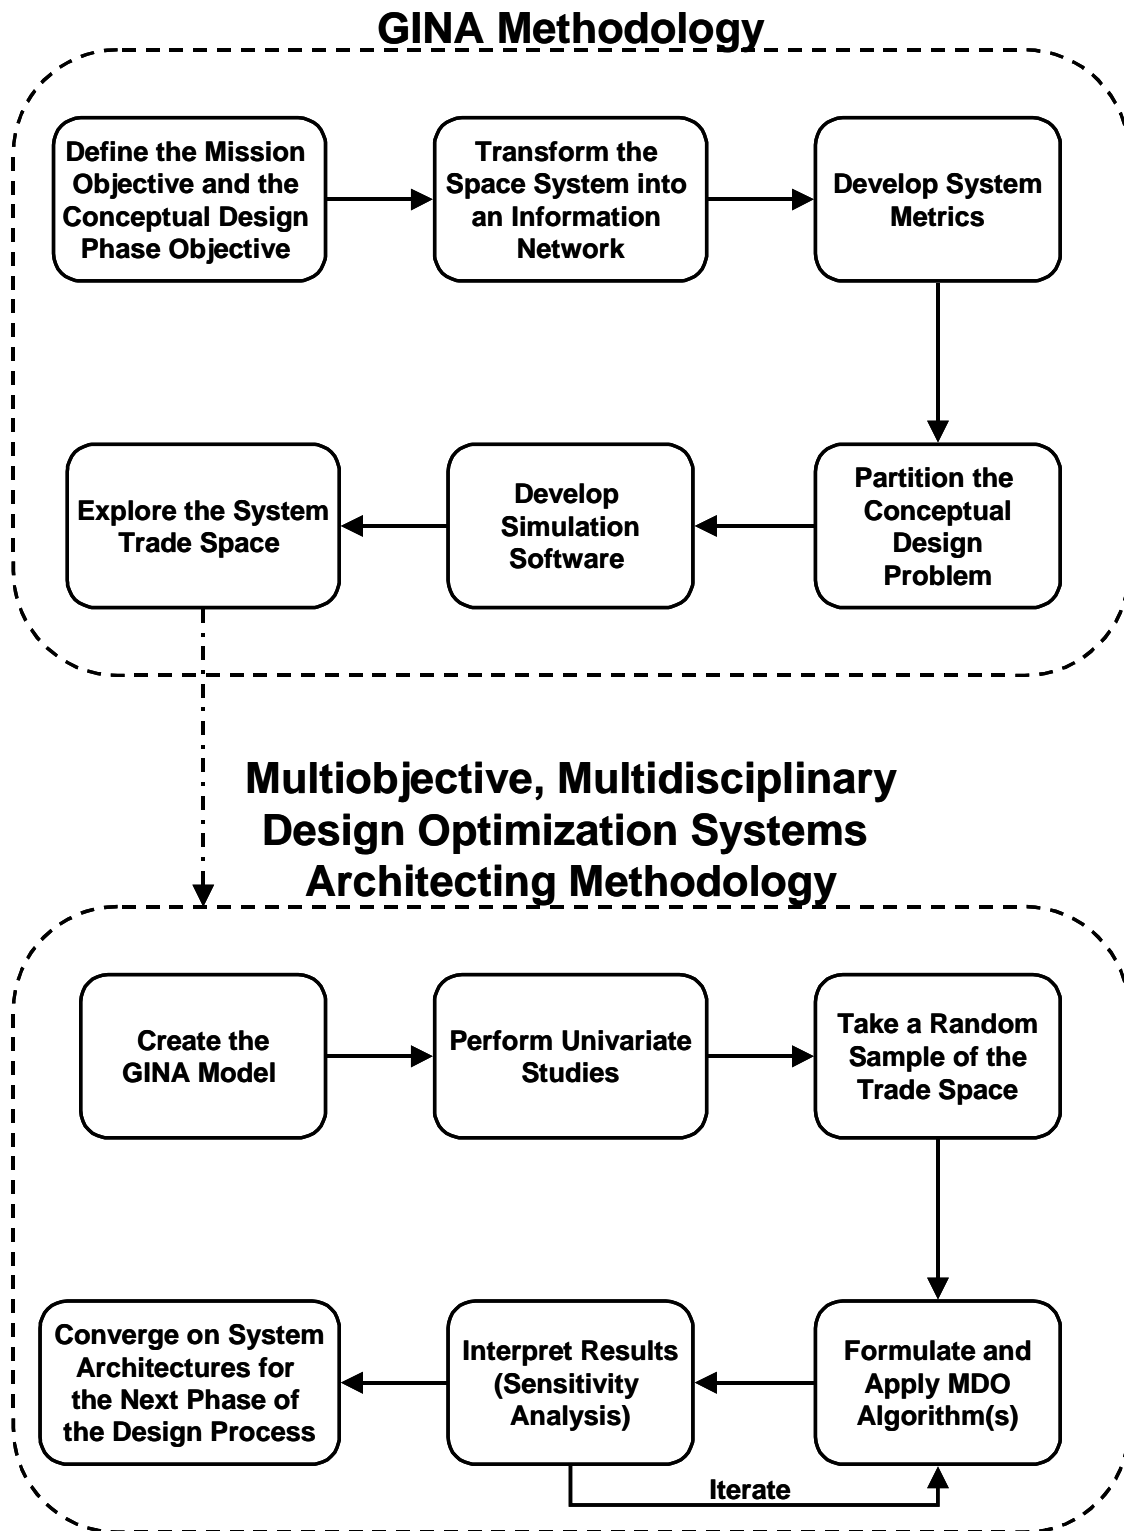 GINA Methodology
Define the Mission
Objective and the
Conceptual Design
Phase Objective
Transform the
Space System into
an Information
Network
Develop System
Metrics
Partition the
Conceptual
Design
Problem
Develop
Simulation
Software
Explore the System
Trade Space
Multiobjective, Multidisciplinary
Design Optimization Systems
Architecting Methodology
Create the
GINA Model
Perform Univariate
Studies
Take a Random
Sample of the
Trade Space
Formulate and
Apply MDO
Algorithm(s)
Interpret Results
(Sensitivity
Analysis)
Converge on System
Architectures for
the Next Phase of
the Design Process
Iterate